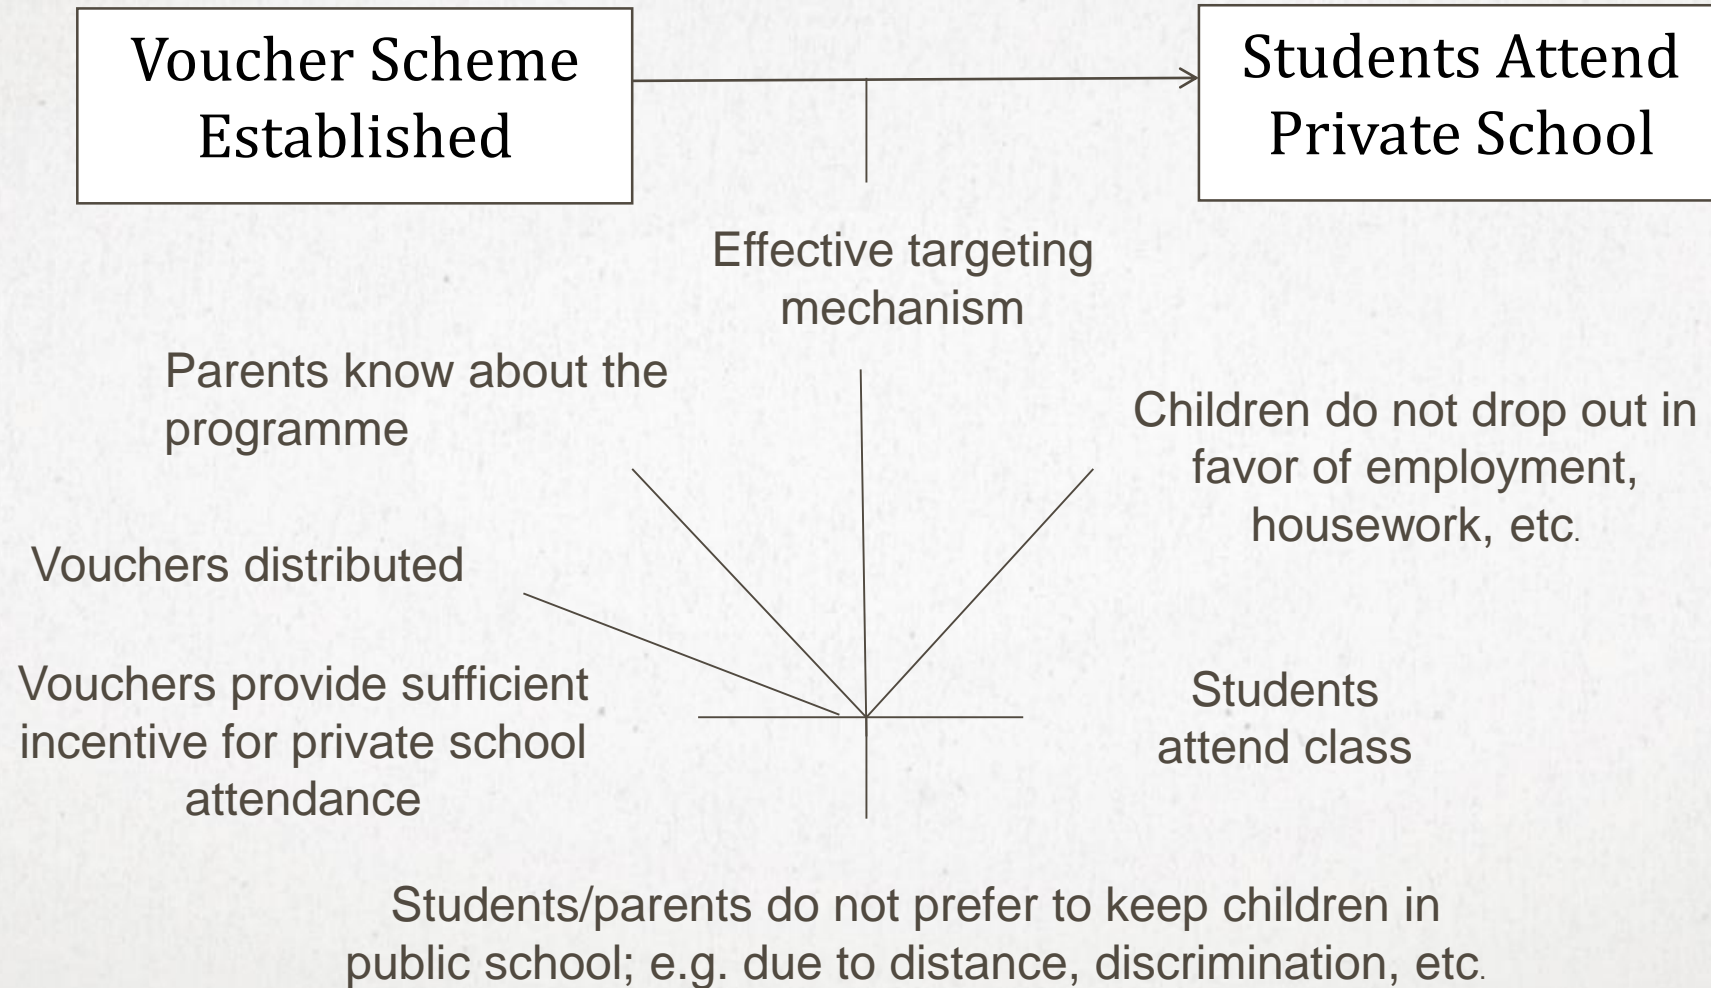 Voucher Scheme
Established
Students Attend
Private School
Effective targeting
mechanism
Parents know about the
programme
Children do not drop out in
favor of employment,
housework, etc.
Vouchers distributed
Vouchers provide sufficient
incentive for private school
attendance
Students
attend class
Students/parents do not prefer to keep children in
public school; e.g. due to distance, discrimination, etc.